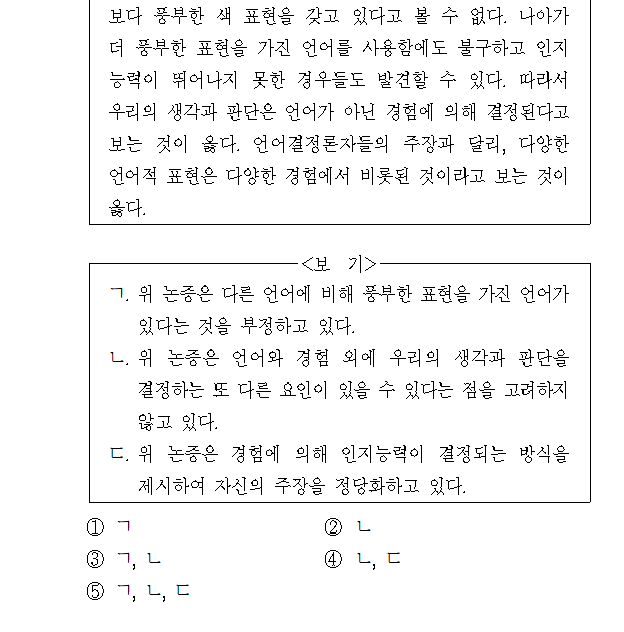 보다 풍부한 색 표현을 갖고 있다고 볼 수 없다. 나아가
더 풍부한 표현을 가진 언어를 사용함에도 불구하고 인지
능력이 뛰어나지 못한 경우들도 발견할 수 있다. 따라서
우리의 생각과 판단은 언어가 아닌 경험에 의해 결정된다고
보는 것이 옳다. 언어결정론자들의 주장과 달리, 다양한
언어적 표현은 다양한 경험에서 비롯된 것이라고 보는 것이
옳다.
<보 기>
ㄱ. 위 논증은 다른 언어에 비해 풍부한 표현을 가진 언어가
있다는 것을 부정하고 있다.
ㄴ. 위 논증은 언어와 경험 외에 우리의 생각과 판단을
결정하는 또 다른 요인이 있을 수 있다는 점을 고려하지
않고 있다.
ㄷ. 위 논증은 경험에 의해 인지능력이 결정되는 방식을
제시하여 자신의 주장을 정당화하고 있다.
① ㄱ ② ㄴ
③ ㄱ, ㄴ ④ ㄴ, ㄷ
⑤ ㄱ, ㄴ, ㄷ